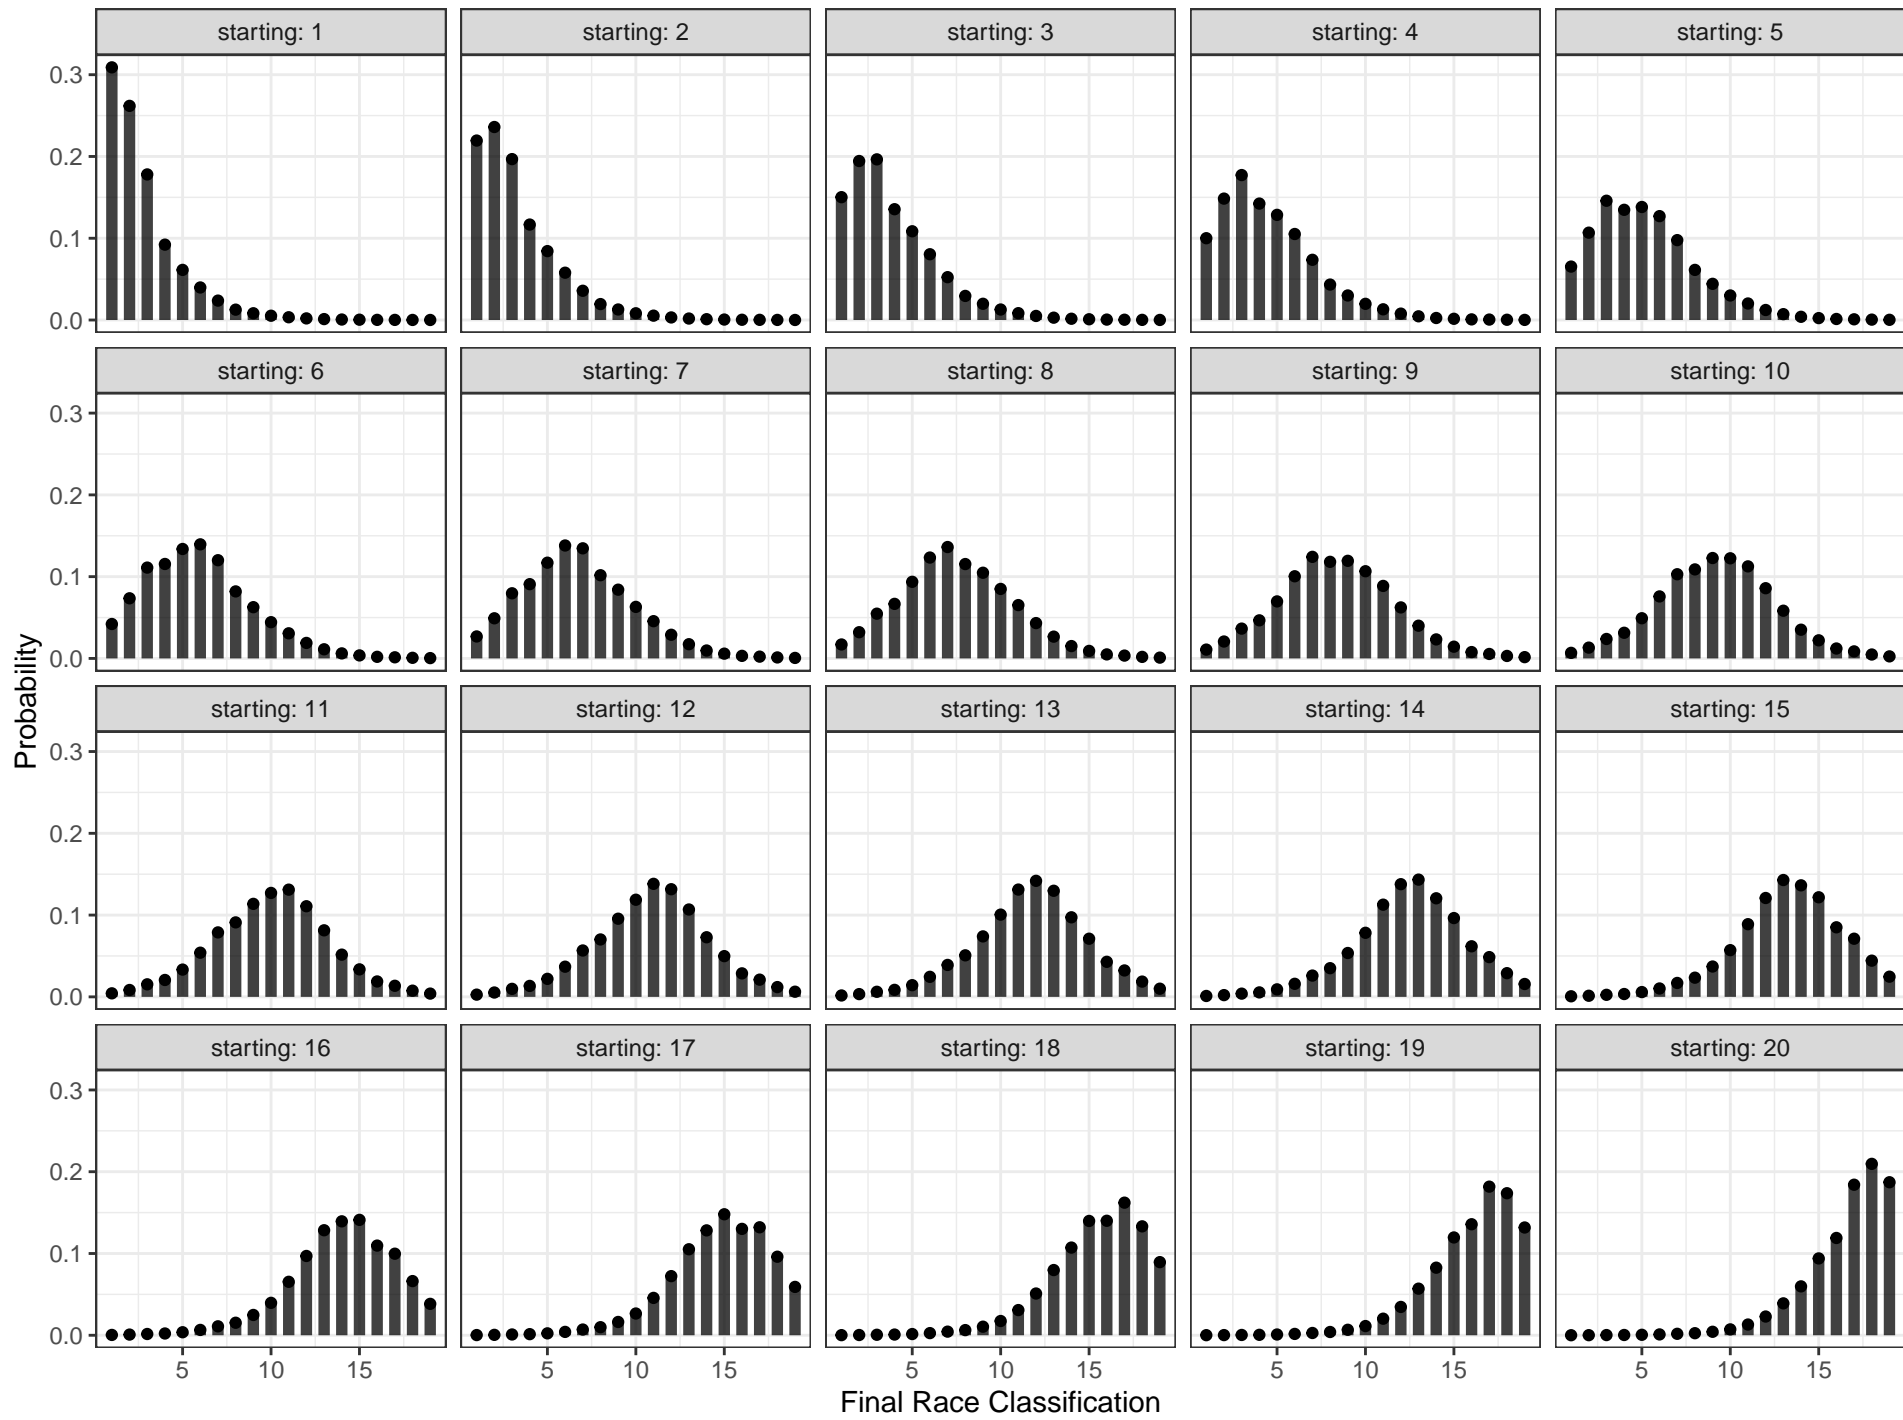 starting: 1 starting: 2 starting: 3 starting: 4 starting: 5
0.3
0.2
0.1
0.0
starting: 6 starting: 7 starting: 8 starting: 9 starting: 10
0.3
0.2
0.1
0.0
Probability
starting: 11 starting: 12 starting: 13 starting: 14 starting: 15
0.3
0.2
0.1
0.0
starting: 16 starting: 17 starting: 18 starting: 19 starting: 20
0.3
0.2
0.1
0.0
5 10 15 5 10 15 5 10 15 5 10 15 5 10 15
Final Race Classification